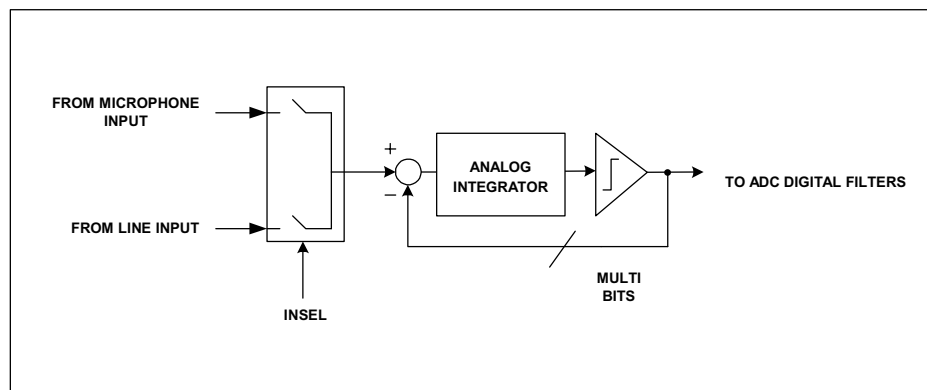 FROM MICROPHONE
INPUT
FROM LINE INPUT
INSEL
+
−
ANALOG
INTEGRATOR
TO ADC DIGITAL FILTERS
MULTI
BITS